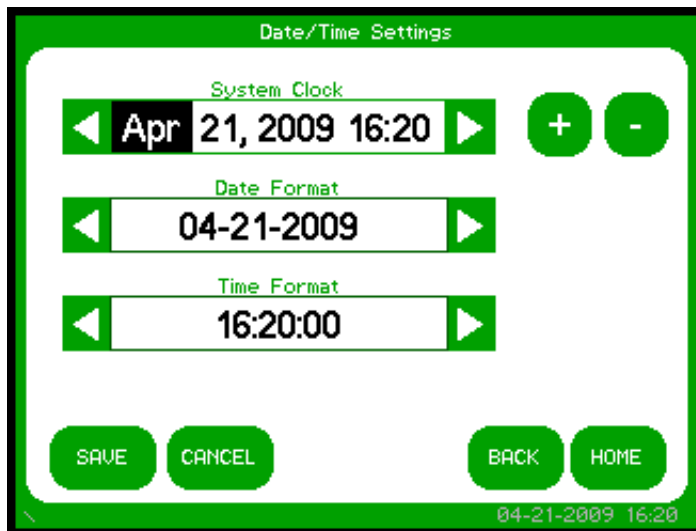 Date/Time Settings
System Clock
Apr 21, 2009 16:20
+ -
Date Format
04-21-2009
Time Format
16:20:00
SAVE CANCEL BACK HOME
04-21-2009 16:20